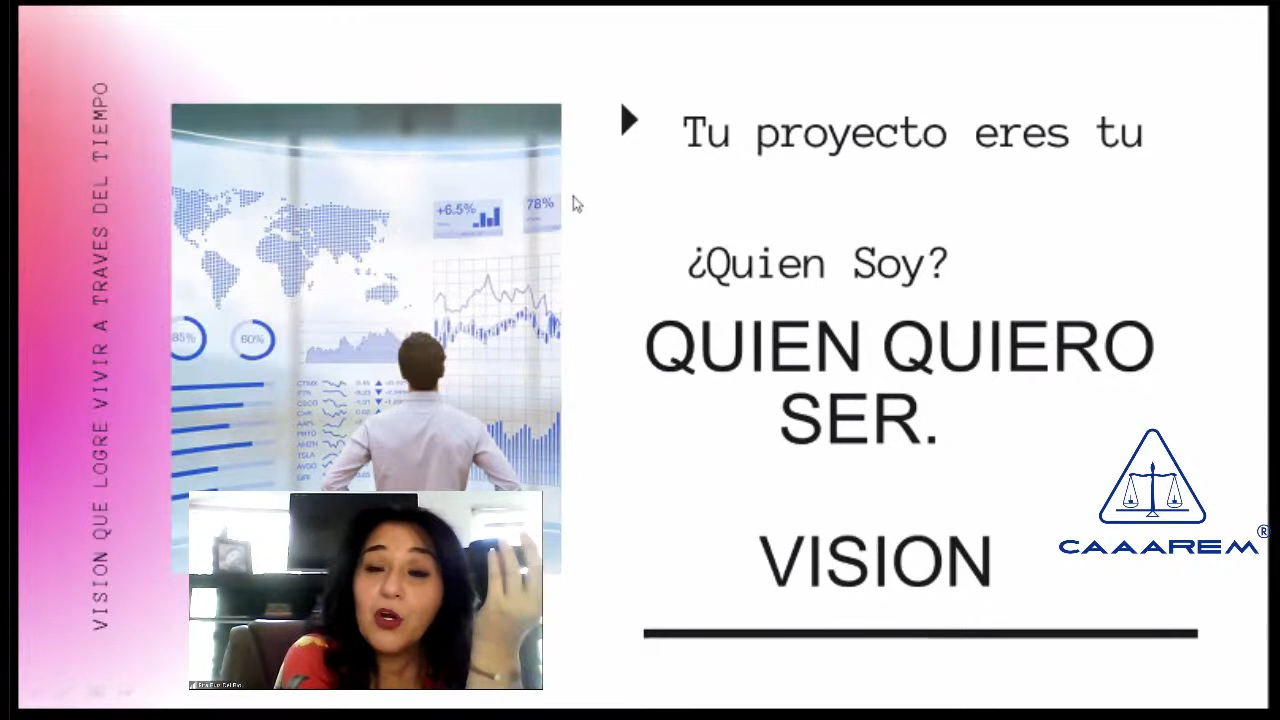 VISION QUE LOGRE VIVIR A TRAVES DEL TIEMPO
Tu proyecto eres tu
¿Quien Soy?
QUIEN QUIERO
SER.
VISION
CAAAREM®
+6.5%
78%
85%
60%